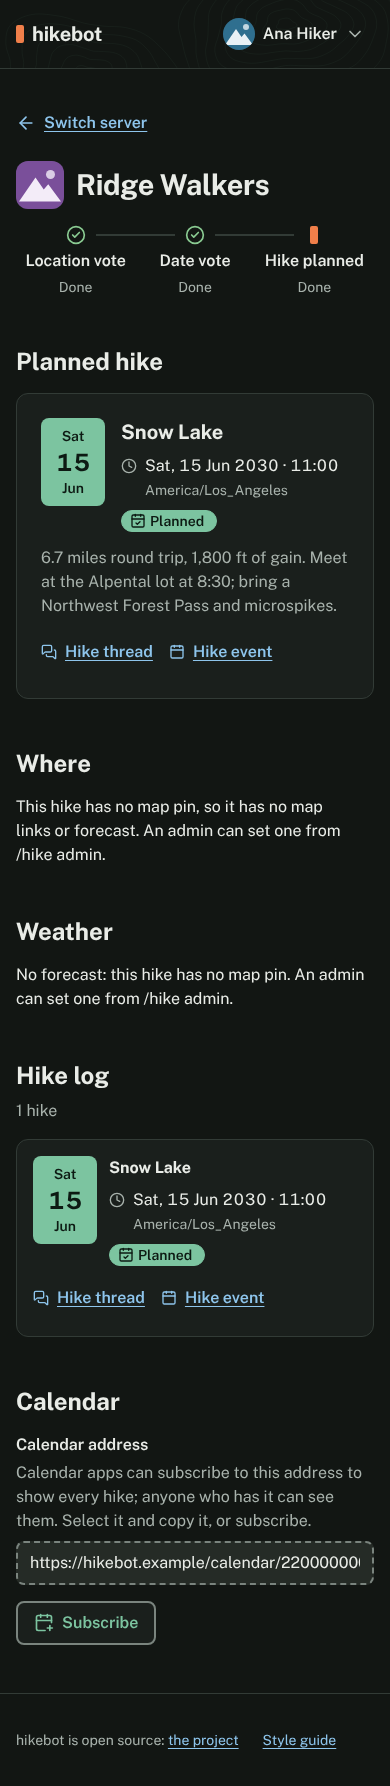 hikebot
Ana Hiker
Switch server
Ridge Walkers
Location vote
Done
Date vote
Done
Hike planned
Done
Planned hike
Sat
15
Jun
Snow Lake
Sat, 15 Jun 2030 · 11:00
America/Los_Angeles
Planned
6.7 miles round trip, 1,800 ft of gain. Meet
at the Alpental lot at 8:30; bring a
Northwest Forest Pass and microspikes.
Hike thread
Hike event
Where
This hike has no map pin, so it has no map
links or forecast. An admin can set one from
/hike admin.
Weather
No forecast: this hike has no map pin. An admin
can set one from /hike admin.
Hike log
1 hike
Sat
15
Jun
Snow Lake
Sat, 15 Jun 2030 · 11:00
America/Los_Angeles
Planned
Hike thread
Hike event
Calendar
Calendar address
Calendar apps can subscribe to this address to
show every hike; anyone who has it can see
them. Select it and copy it, or subscribe.
https://hikebot.example/calendar/22000000
Subscribe
hikebot is open source: the project
Style guide